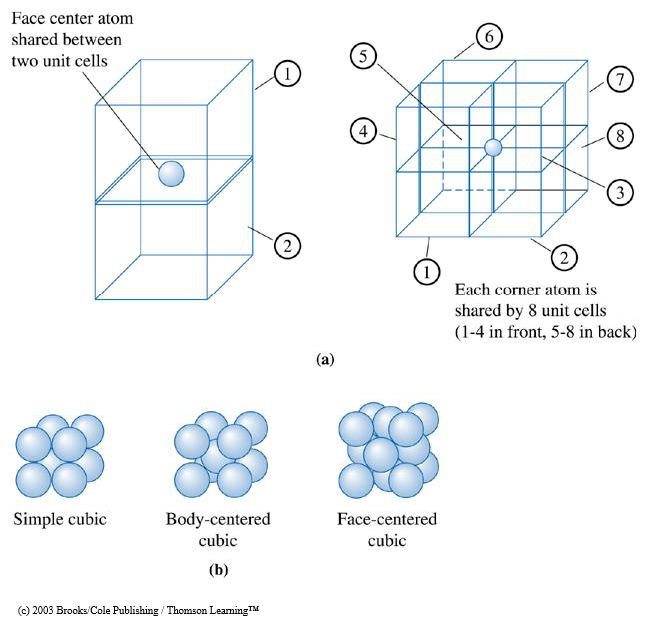 Face center atom
shared between
two unit cells
1
2
6
5
7
4
8
3
2
1
Each corner atom is
shared by 8 unit cells
(1-4 in front, 5-8 in back)
(a)
Simple cubic
Body-centered
cubic
Face-centered
cubic
(b)
(c) 2003 Brooks/Cole Publishing / Thomson Learning™